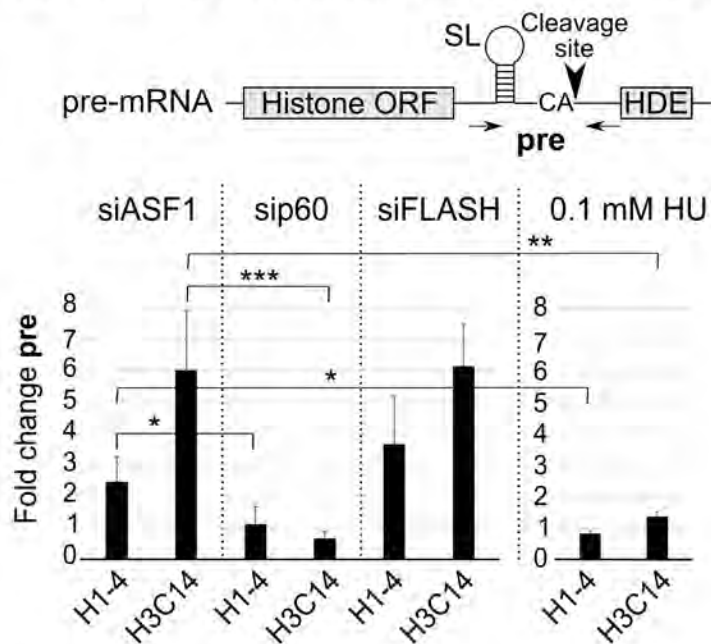 SL
Cleavage
site
pre-mRNA Histone ORF CA HDE
pre
siASF1 sip60 siFLASH 0.1 mM HU
**
***
*
*
Fold change pre
8
7
6
5
4
3
2
1
0
8
7
6
5
4
3
2
1
0
H1-4 H3C14 H1-4 H3C14 H1-4 H3C14 H1-4 H3C14